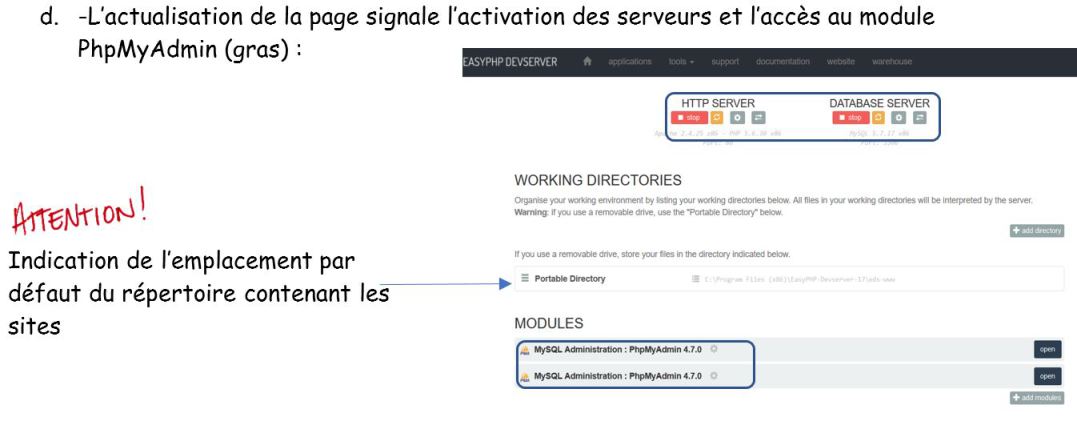 d. -L’actualisation de la page signale l’activation des serveurs et l’accès au module
PhpMyAdmin (gras) :
EASYPHP DEVSERVER applications tools support documentation website warehouse
HTTP SERVER DATABASE SERVER
stop stop
Apache 2.4.25 x86 - PHP 5.6.30 x86 MySQL 5.7.17 x86
WORKING DIRECTORIES
Organise your working environment by listing your working directories below. All files in your working directories will be interpreted by the server.
Warning: If you use a removable drive, use the "Portable Directory" below.
add directory
ATTENTION!
Indication de l’emplacement par
défaut du répertoire contenant les
sites
If you use a removable drive, store your files in the directory indicated below.
Portable Directory C:\Program Files (x86)\EasyPHP-Devserver-17\eds-www
MODULES
MySQL Administration : PhpMyAdmin 4.7.0 open
MySQL Administration : PhpMyAdmin 4.7.0 open
add modules